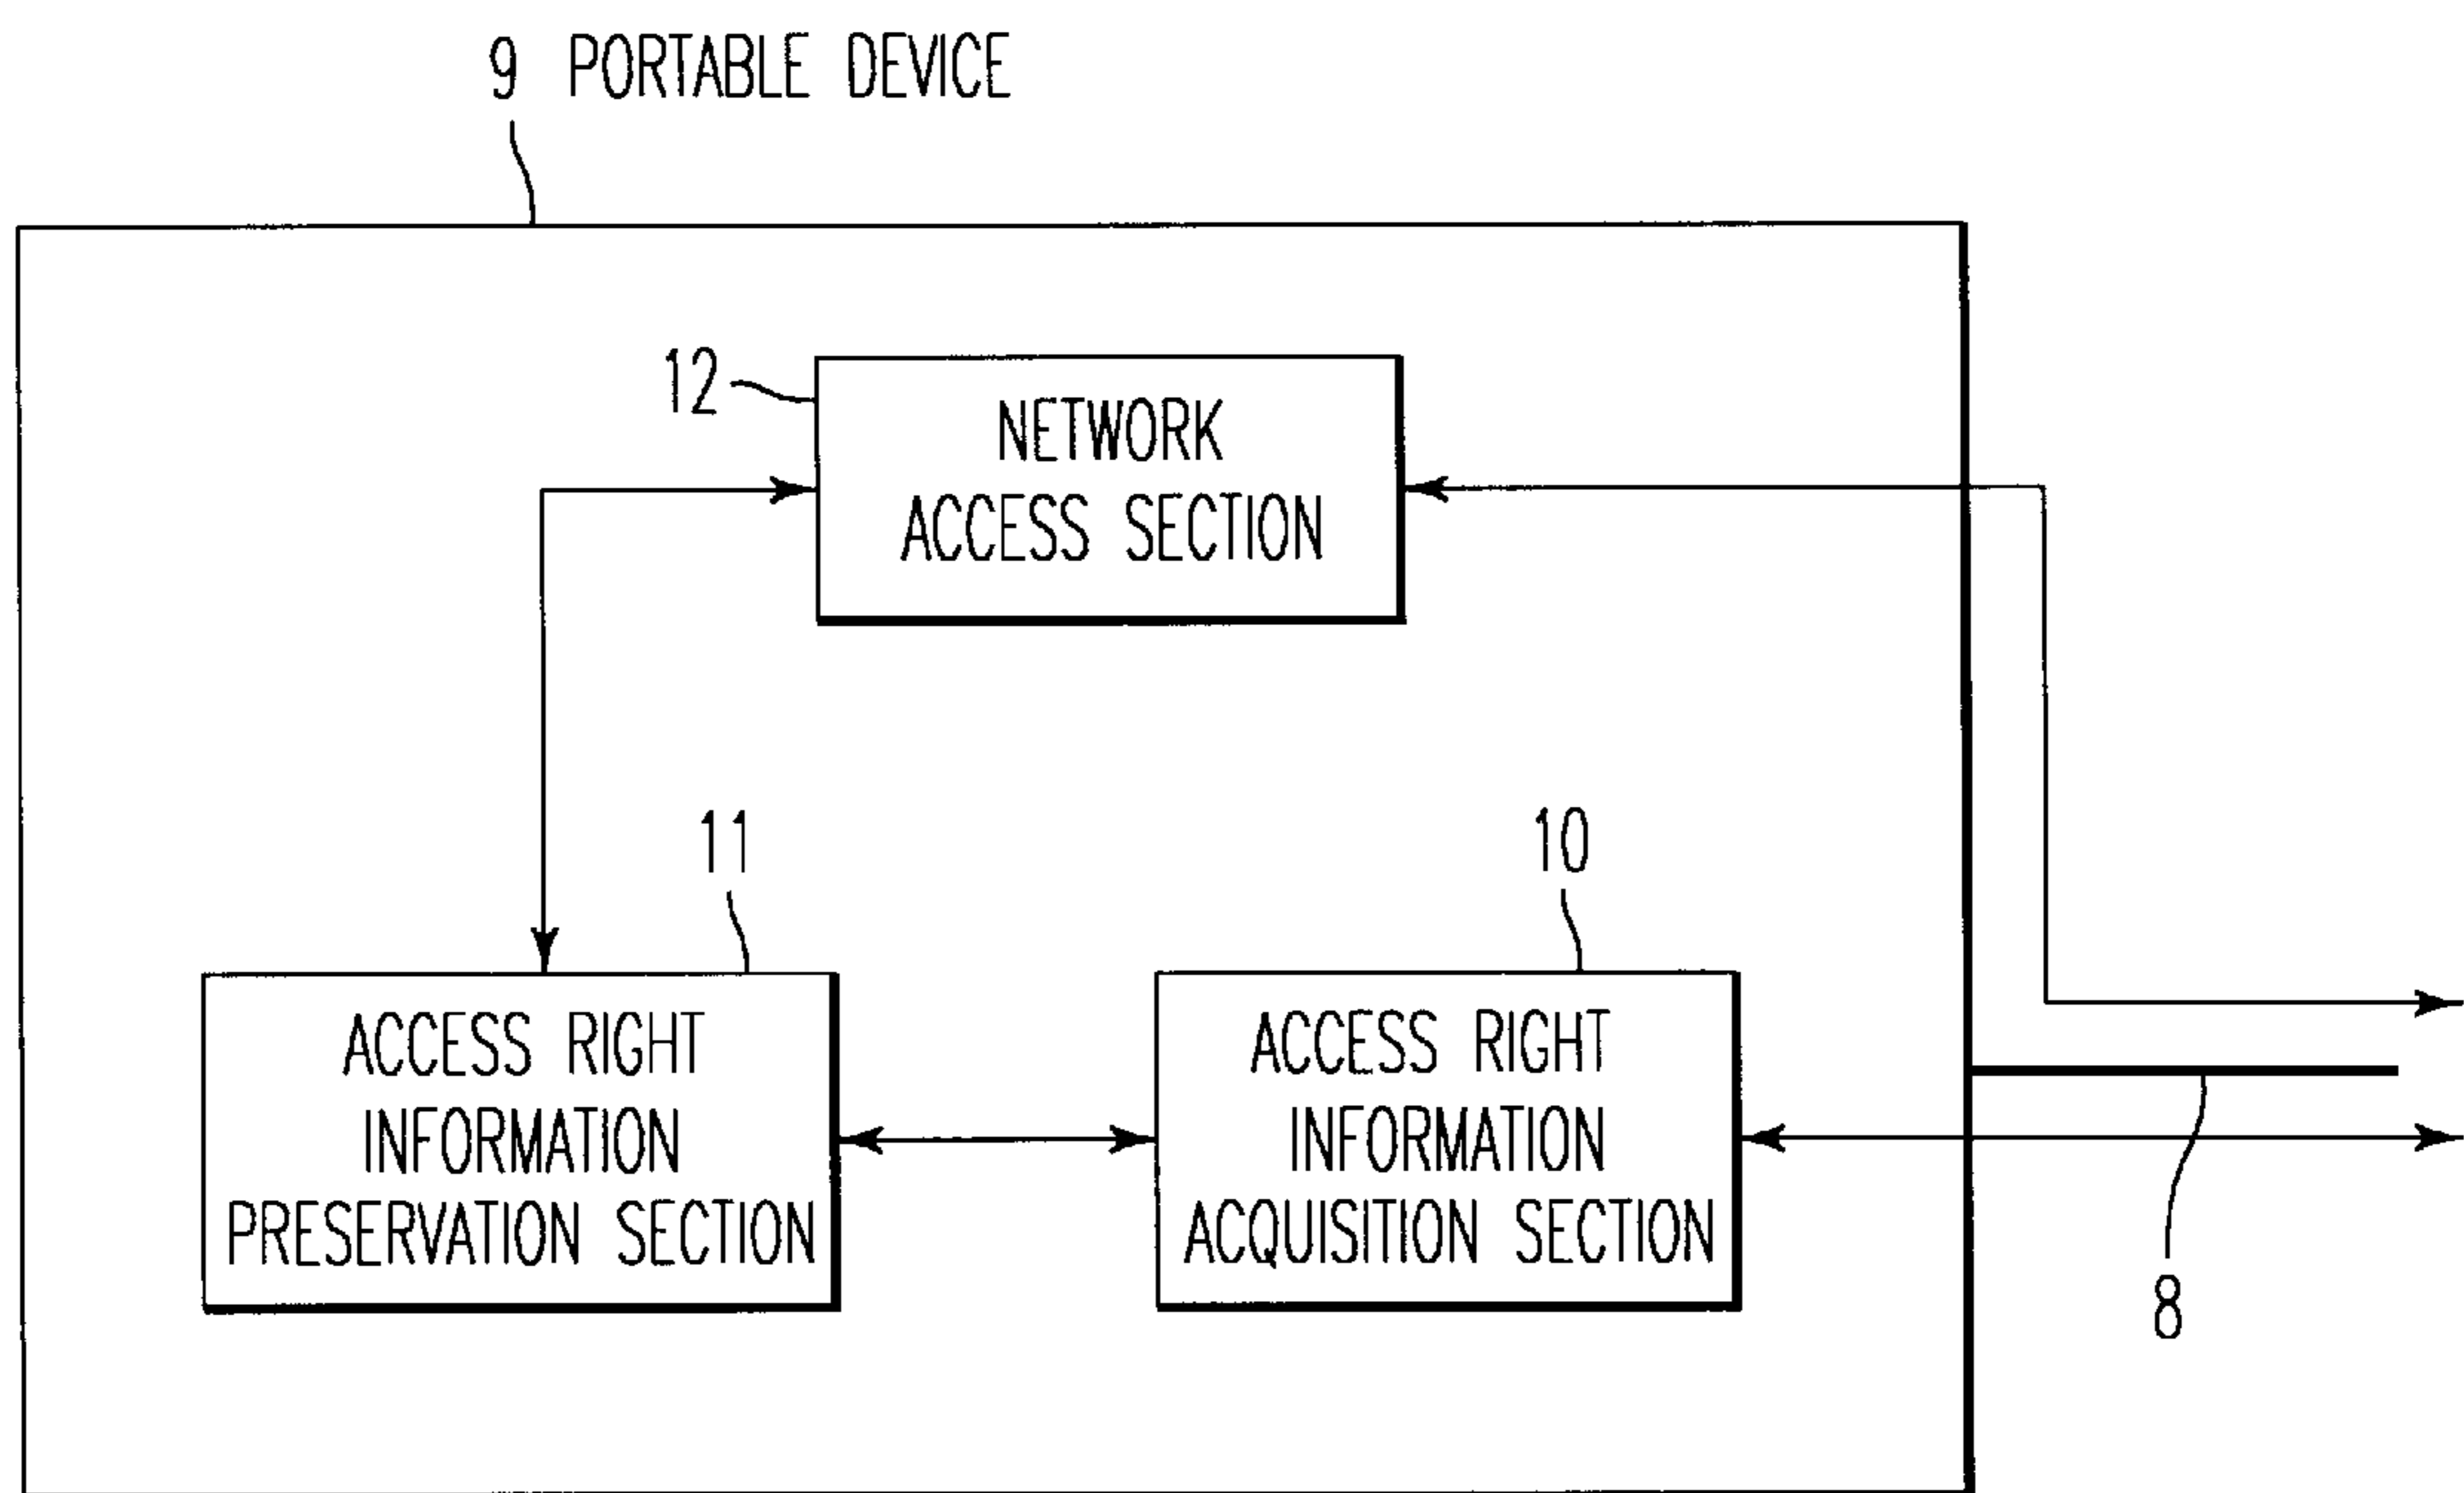 9 PORTABLE DEVICE
12
NETWORK
ACCESS SECTION
11
ACCESS RIGHT
INFORMATION
PRESERVATION SECTION
10
ACCESS RIGHT
INFORMATION
ACQUISITION SECTION
8